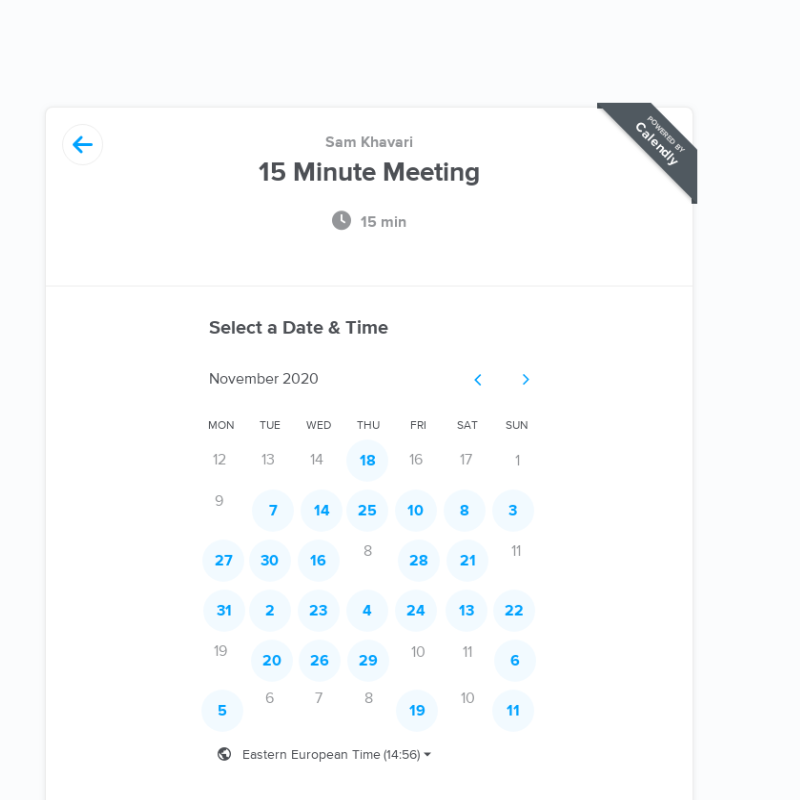 POWERED BY
Calendly
Sam Khavari
15 Minute Meeting
15 min
Select a Date & Time
November 2020
MON TUE WED THU FRI SAT SUN
12 13 14 18 16 17 1
9 7 14 25 10 8 3
27 30 16 8 28 21 11
31 2 23 4 24 13 22
19 20 26 29 10 11 6
5 6 7 8 19 10 11
Eastern European Time (14:56)